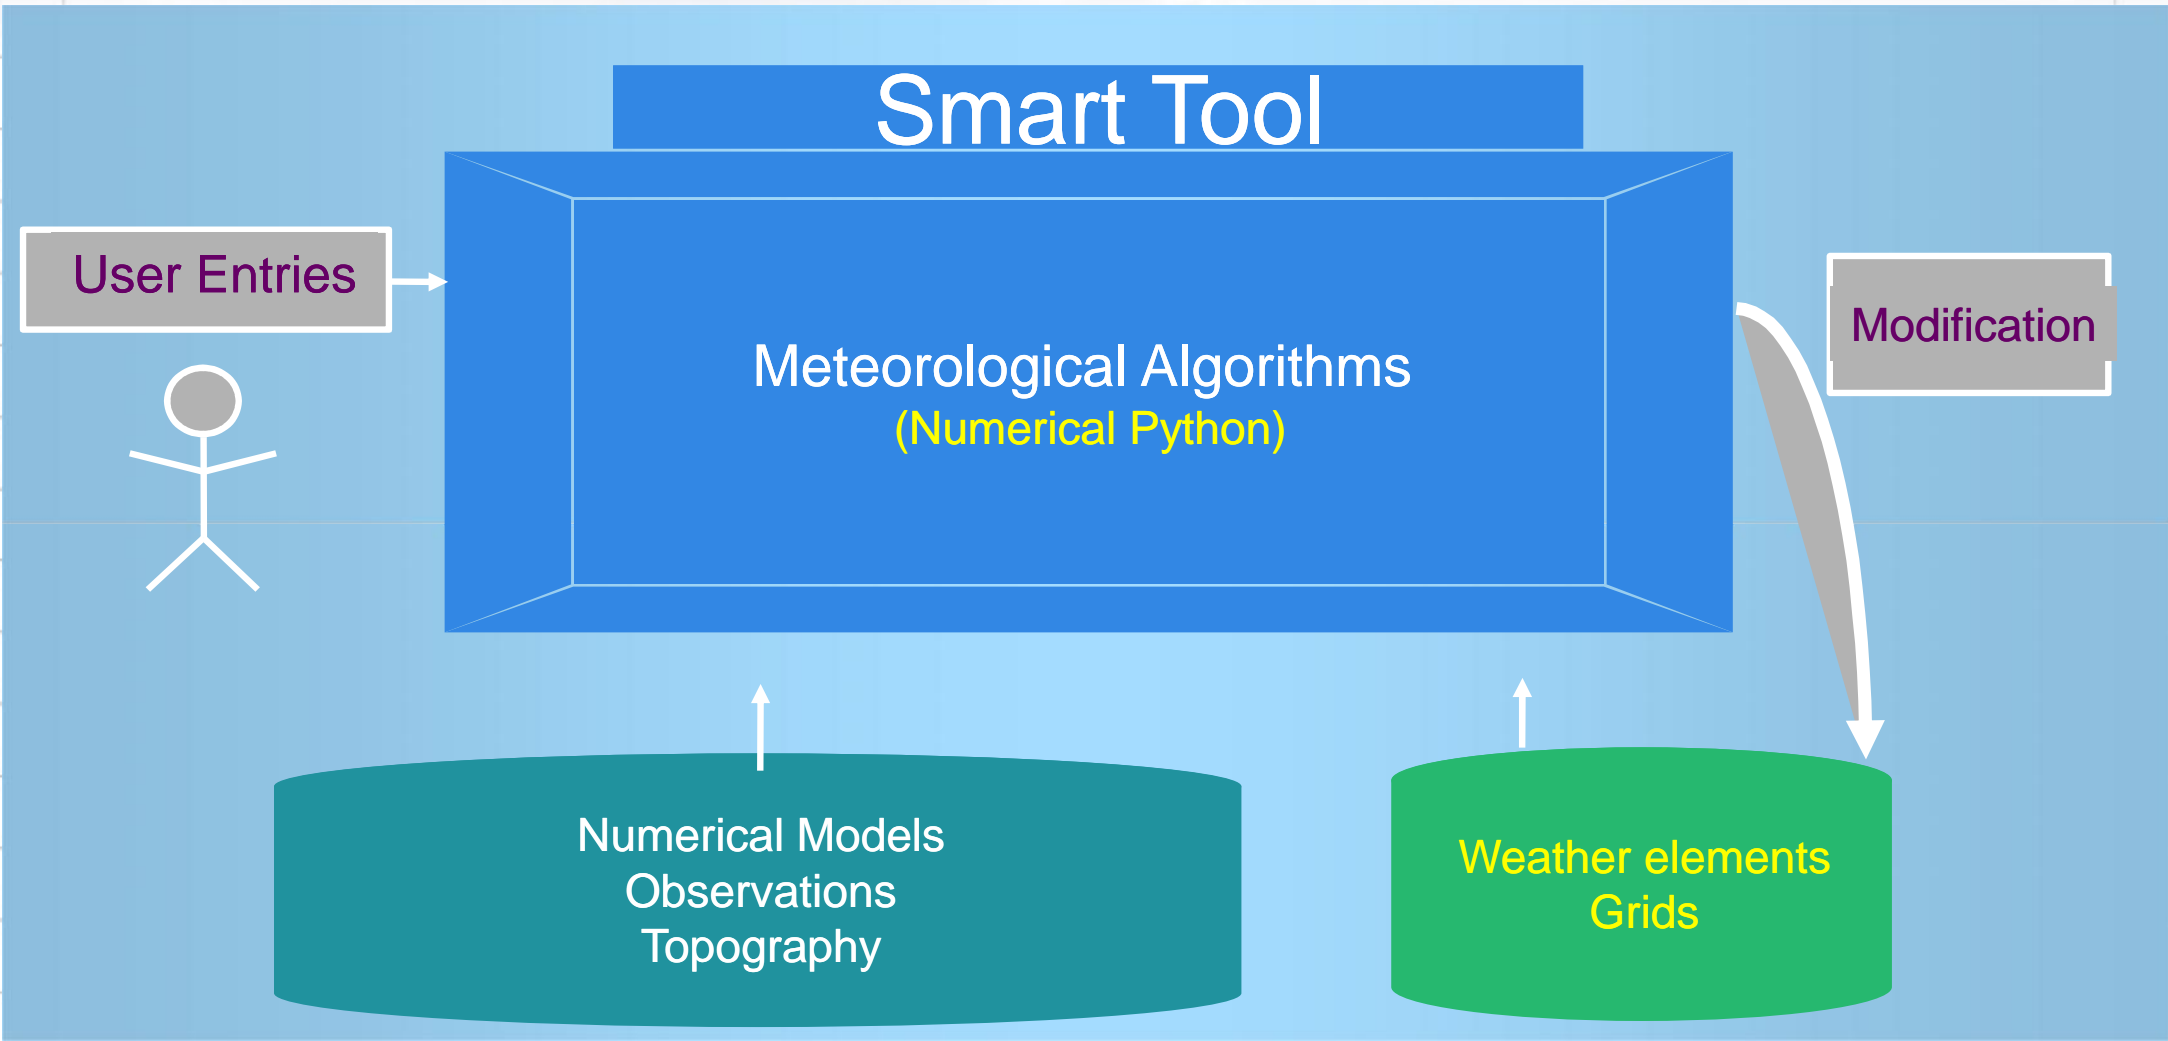 Smart Tool
User Entries
Meteorological Algorithms
(Numerical Python)
Modification
Numerical Models
Observations
Topography
Weather elements
Grids